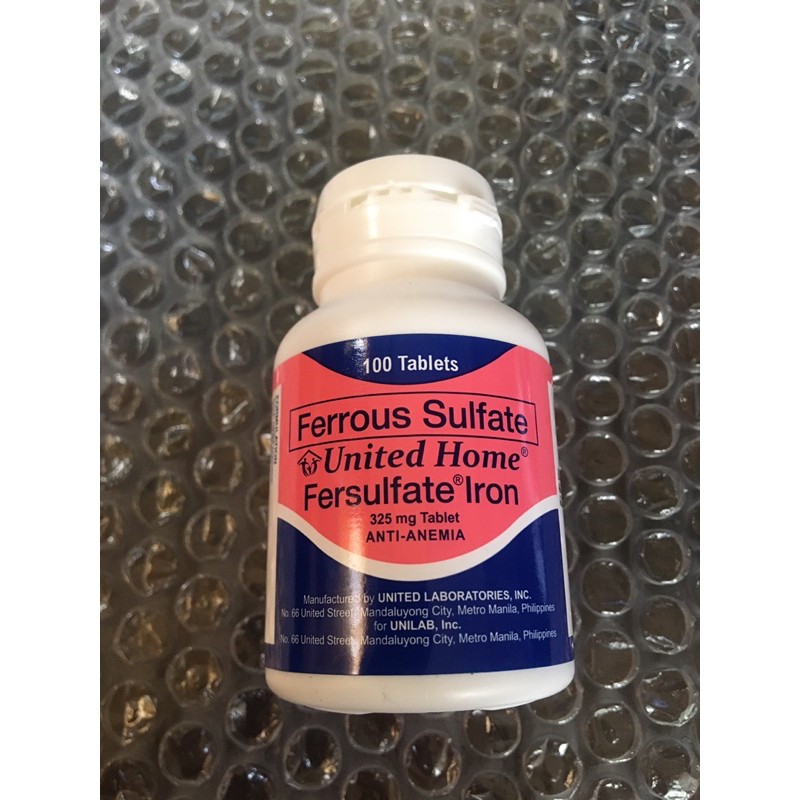 100 Tablets
Ferrous Sulfate
United Home®
Fersulfate® Iron
325 mg Tablet
ANTI-ANEMIA
Manufactured by UNITED LABORATORIES, INC.
No. 66 United Street, Mandaluyong City, Metro Manila, Philippines
for UNILAB, Inc.
No. 66 United Street, Mandaluyong City, Metro Manila, Philippines
FORMULATION